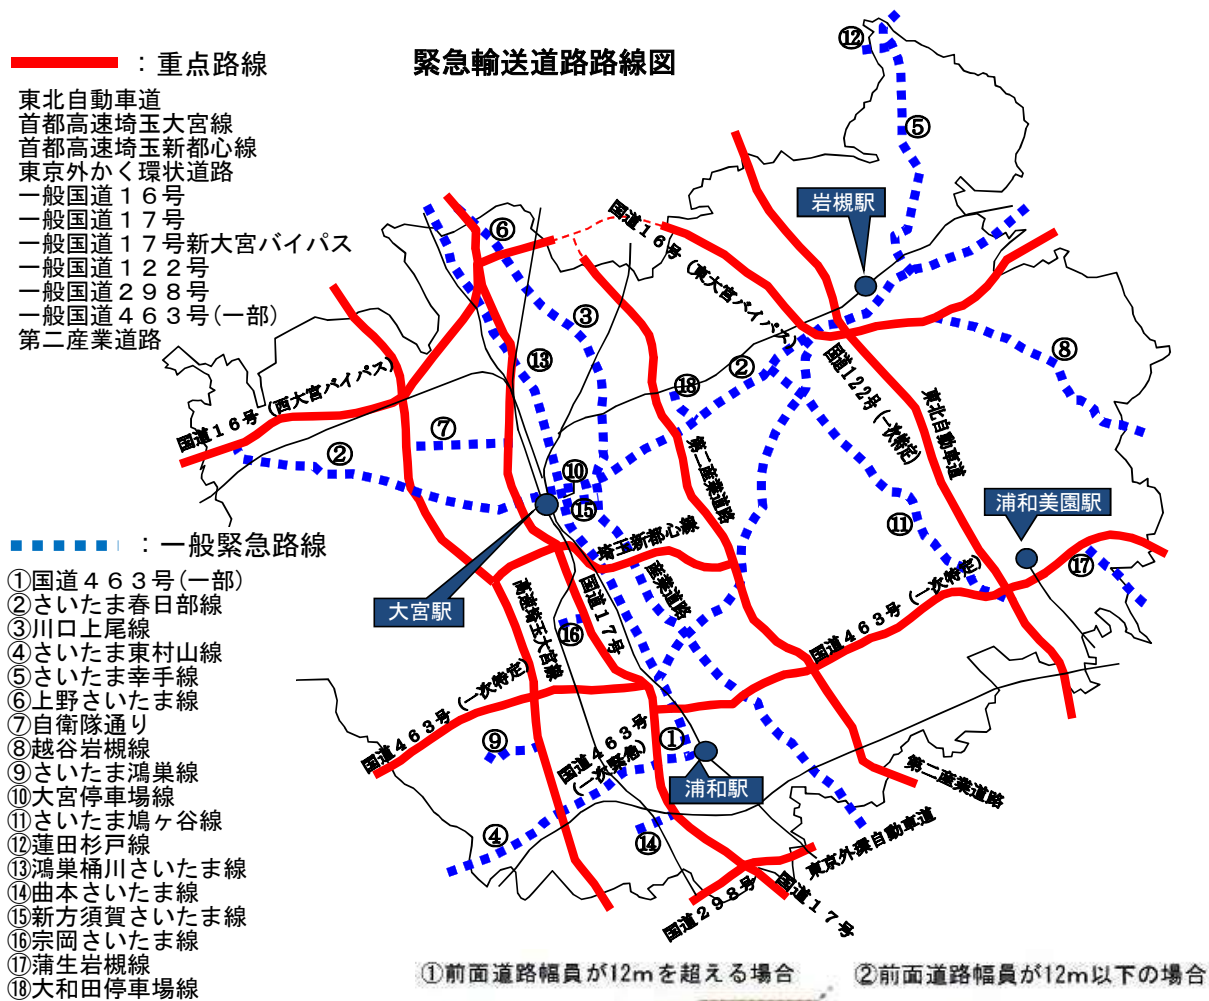 緊急輸送道路路線図
：重点路線
東北自動車道
首都高速埼玉大宮線
首都高速埼玉新都心線
東京外かく環状道路
一般国道１６号
一般国道１７号
一般国道１７号新大宮バイパス
一般国道１２２号
一般国道２９８号
一般国道４６３号(一部)
第二産業道路
：一般緊急路線
①国道４６３号(一部)
②さいたま春日部線
③川口上尾線
④さいたま東村山線
⑤さいたま幸手線
⑥上野さいたま線
⑦自衛隊通り
⑧越谷岩槻線
⑨さいたま鴻巣線
⑩大宮停車場線
⑪さいたま鳩ヶ谷線
⑫蓮田杉戸線
⑬鴻巣桶川さいたま線
⑭曲本さいたま線
⑮新方須賀さいたま線
⑯宗岡さいたま線
⑰蒲生岩槻線
⑱大和田停車場線
⑫
⑤
岩槻駅
国道１６号（東大宮バイパス）
⑥
③
⑬
②
⑱
⑧
国道１６号（西大宮バイパス）
国道１２２号（一次特定）
東北自動車道
⑦
②
第二産業道路
⑩
⑮
⑪
浦和美園駅
埼玉新都心線
産業道路
⑰
大宮駅
高速埼玉大宮線
国道１７号
⑯
国道４６３号（一次特定）
国道４６３号（一次特定）
⑨
国道４６３号
（一次緊急）
①
浦和駅
第二産業道路
④
⑭
東京外環自動車道
国道２９８号
国道１７号
①前面道路幅員が12mを超える場合
②前面道路幅員が12m以下の場合